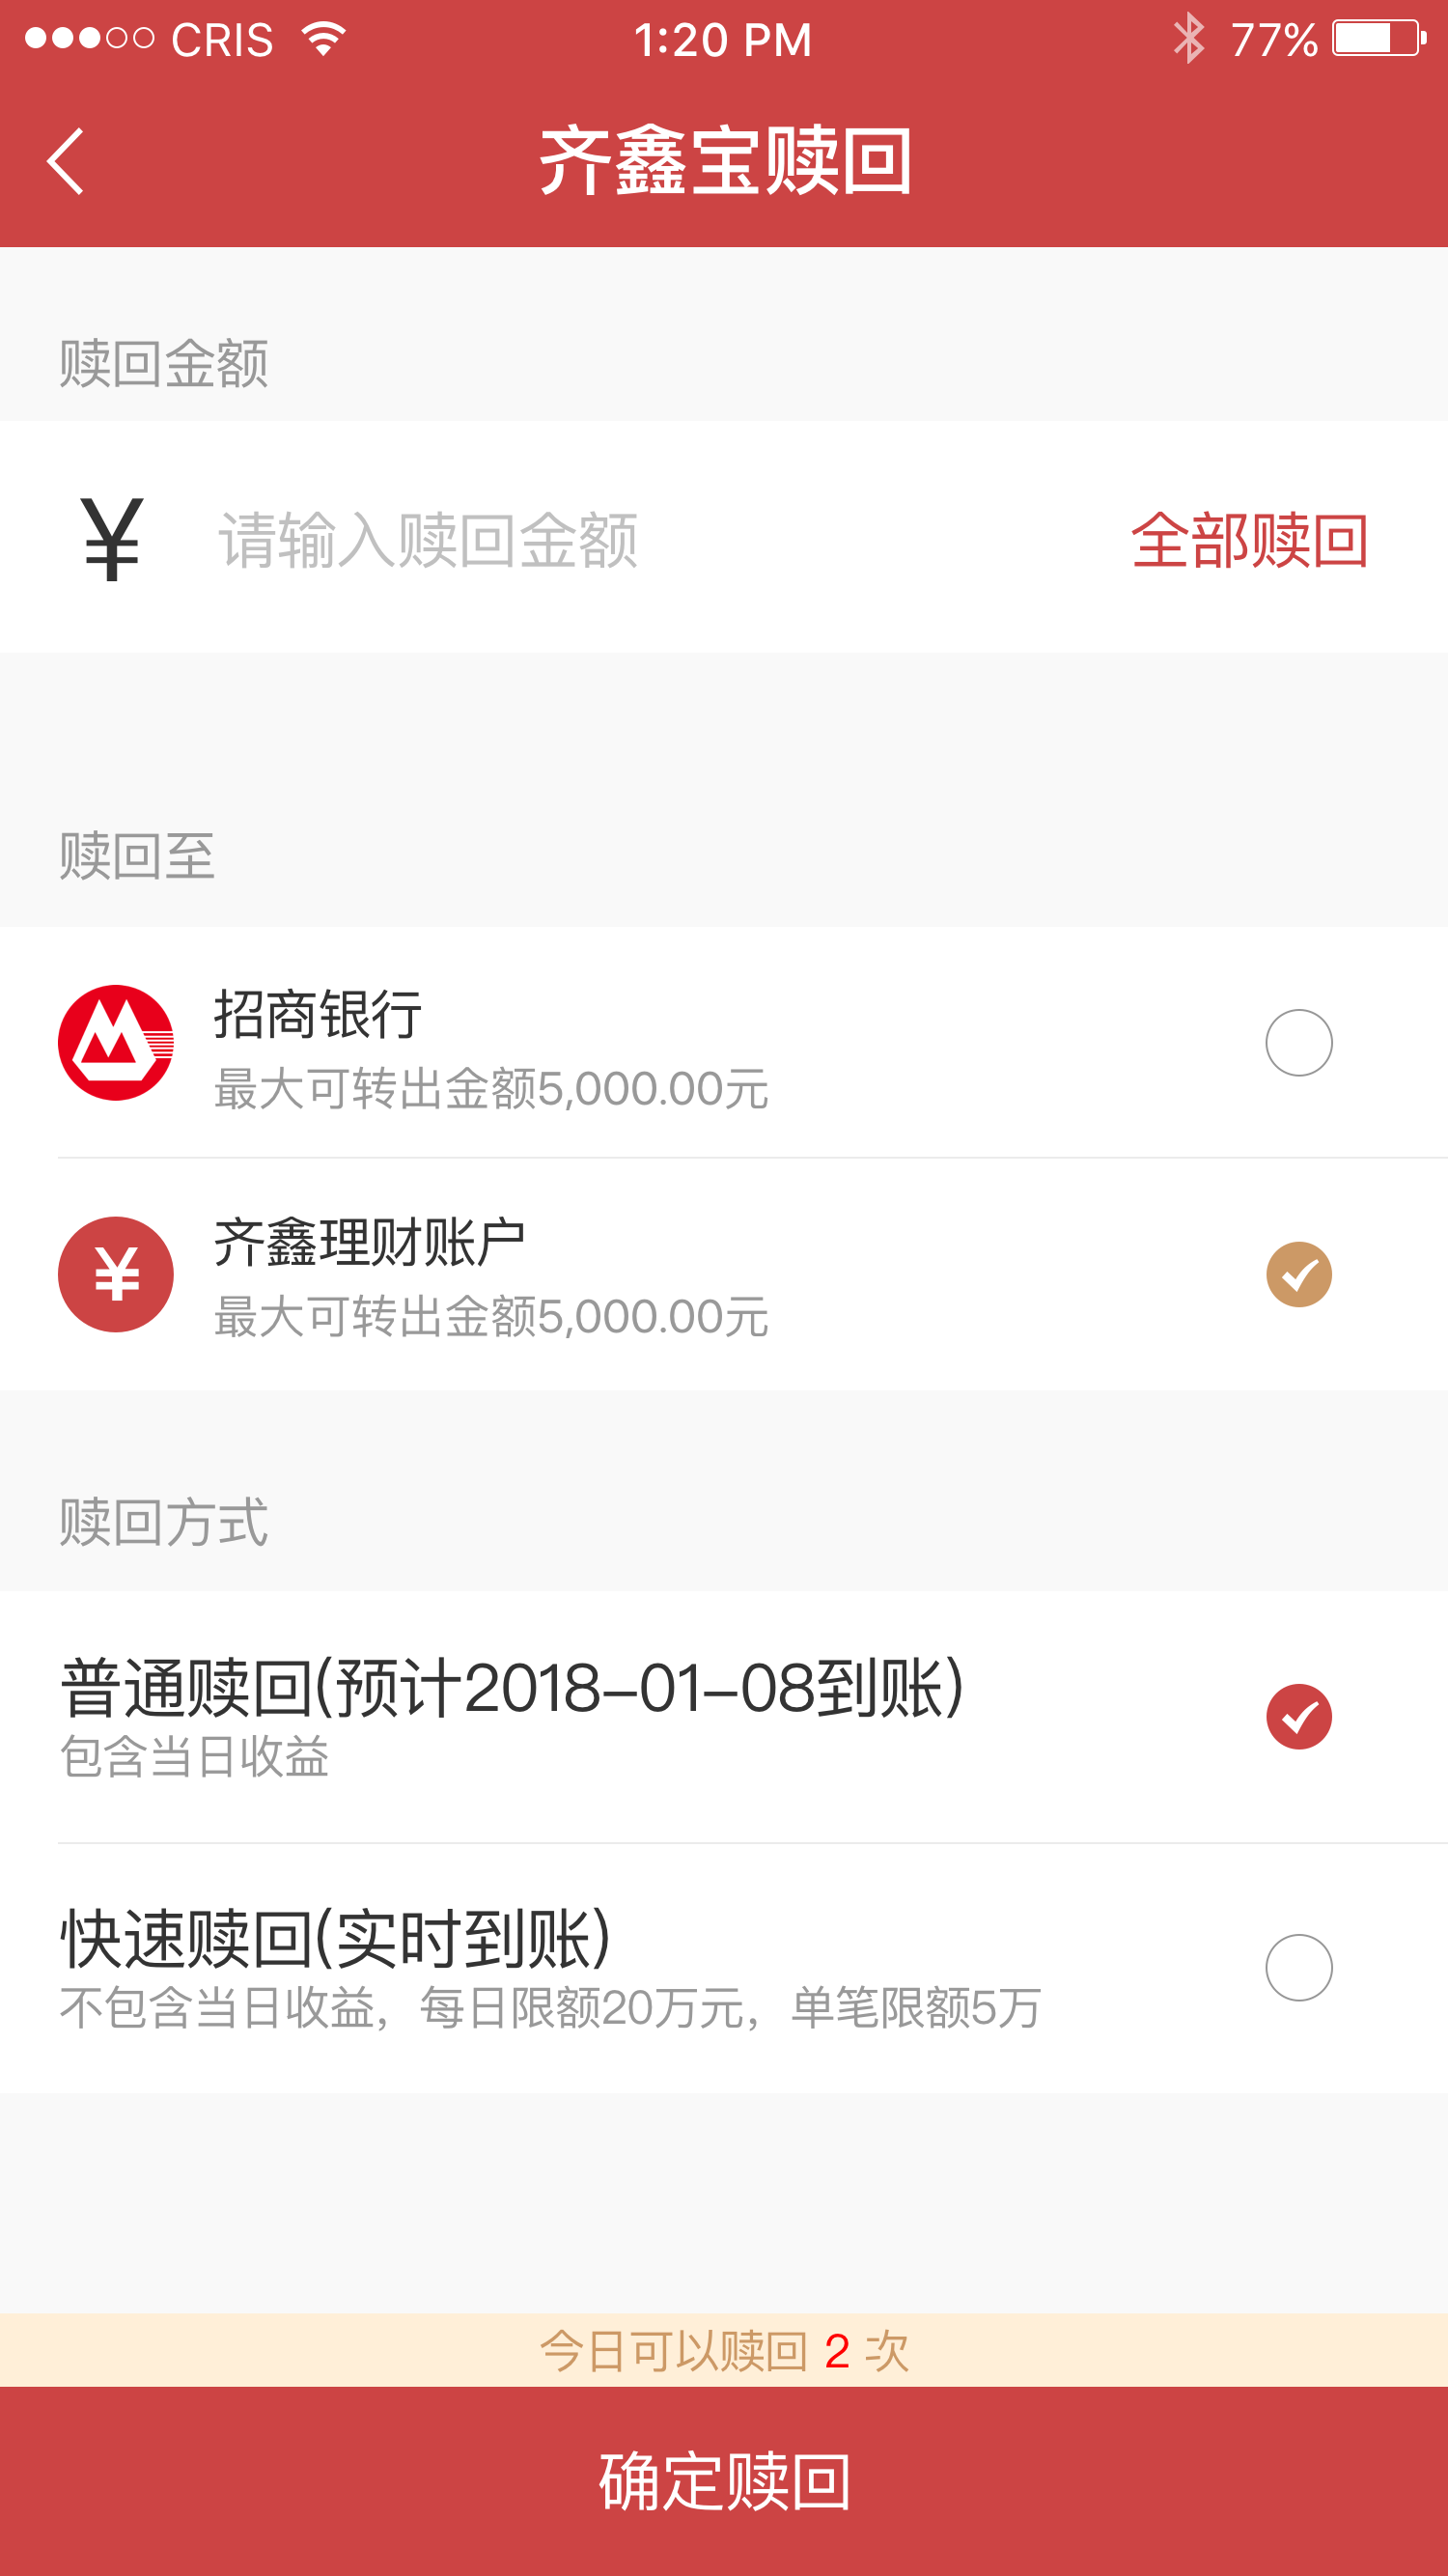 CRIS 1:20 PM 77%
齐鑫宝赎回
赎回金额
¥ 请输入赎回金额 全部赎回
赎回至
招商银行
最大可转出金额5,000.00元
¥
齐鑫理财账户
最大可转出金额5,000.00元
赎回方式
普通赎回(预计2018-01-08到账)
包含当日收益
快速赎回(实时到账)
不包含当日收益，每日限额20万元，单笔限额5万
今日可以赎回 2 次
确定赎回